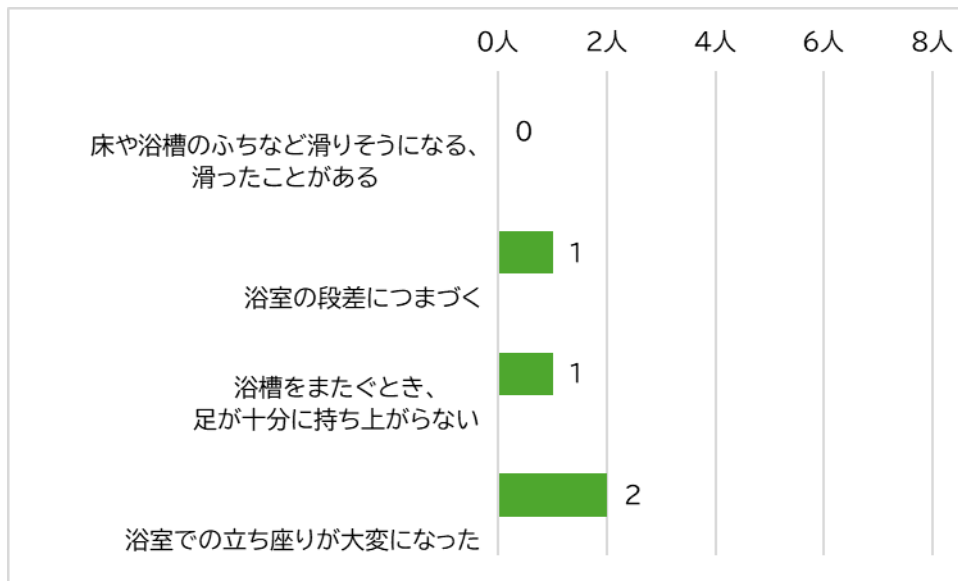 0人 2人 4人 6人 8人
床や浴槽のふちなど滑りそうになる、
滑ったことがある
0
浴室の段差につまづく
1
浴槽をまたぐとき、
足が十分に持ち上がらない
1
浴室での立ち座りが大変になった
2